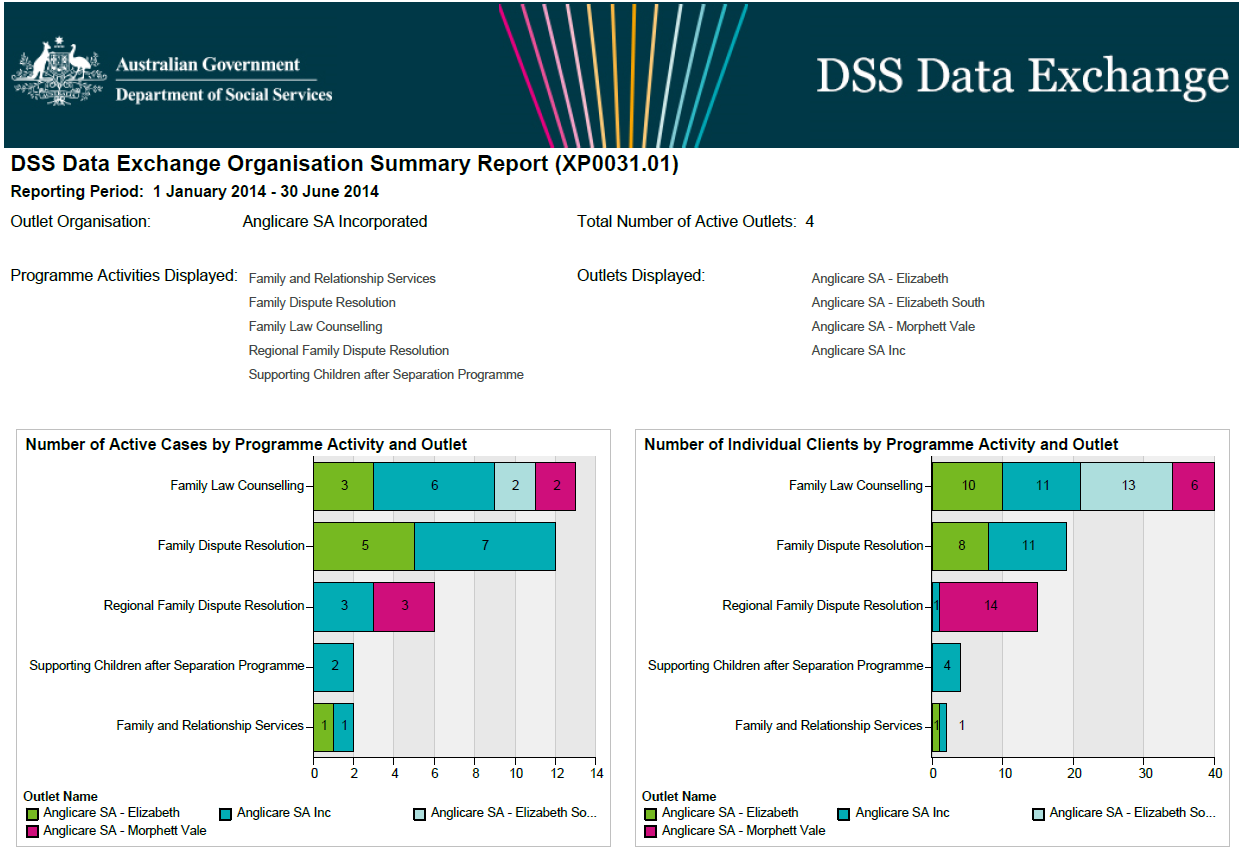 Australian Government
Department of Social Services
DSS Data Exchange
DSS Data Exchange Organisation Summary Report (XP0031.01)
Reporting Period: 1 January 2014 - 30 June 2014
Outlet Organisation: Anglicare SA Incorporated Total Number of Active Outlets: 4
Programme Activities Displayed: Family and Relationship Services
Family Dispute Resolution
Family Law Counselling
Regional Family Dispute Resolution
Supporting Children after Separation Programme
Outlets Displayed: Anglicare SA - Elizabeth
Anglicare SA - Elizabeth South
Anglicare SA - Morphett Vale
Anglicare SA Inc
Number of Active Cases by Programme Activity and Outlet
Family Law Counselling 3 6 2 2
Family Dispute Resolution 5 7
Regional Family Dispute Resolution 3 3
Supporting Children after Separation Programme 2
Family and Relationship Services 1 1
0 2 4 6 8 10 12 14
Outlet Name
Anglicare SA - Elizabeth Anglicare SA Inc Anglicare SA - Elizabeth So...
Anglicare SA - Morphett Vale
Number of Individual Clients by Programme Activity and Outlet
Family Law Counselling 10 11 13 6
Family Dispute Resolution 8 11
Regional Family Dispute Resolution 1 14
Supporting Children after Separation Programme 4
Family and Relationship Services 1 1
0 10 20 30 40
Outlet Name
Anglicare SA - Elizabeth Anglicare SA Inc Anglicare SA - Elizabeth So...
Anglicare SA - Morphett Vale